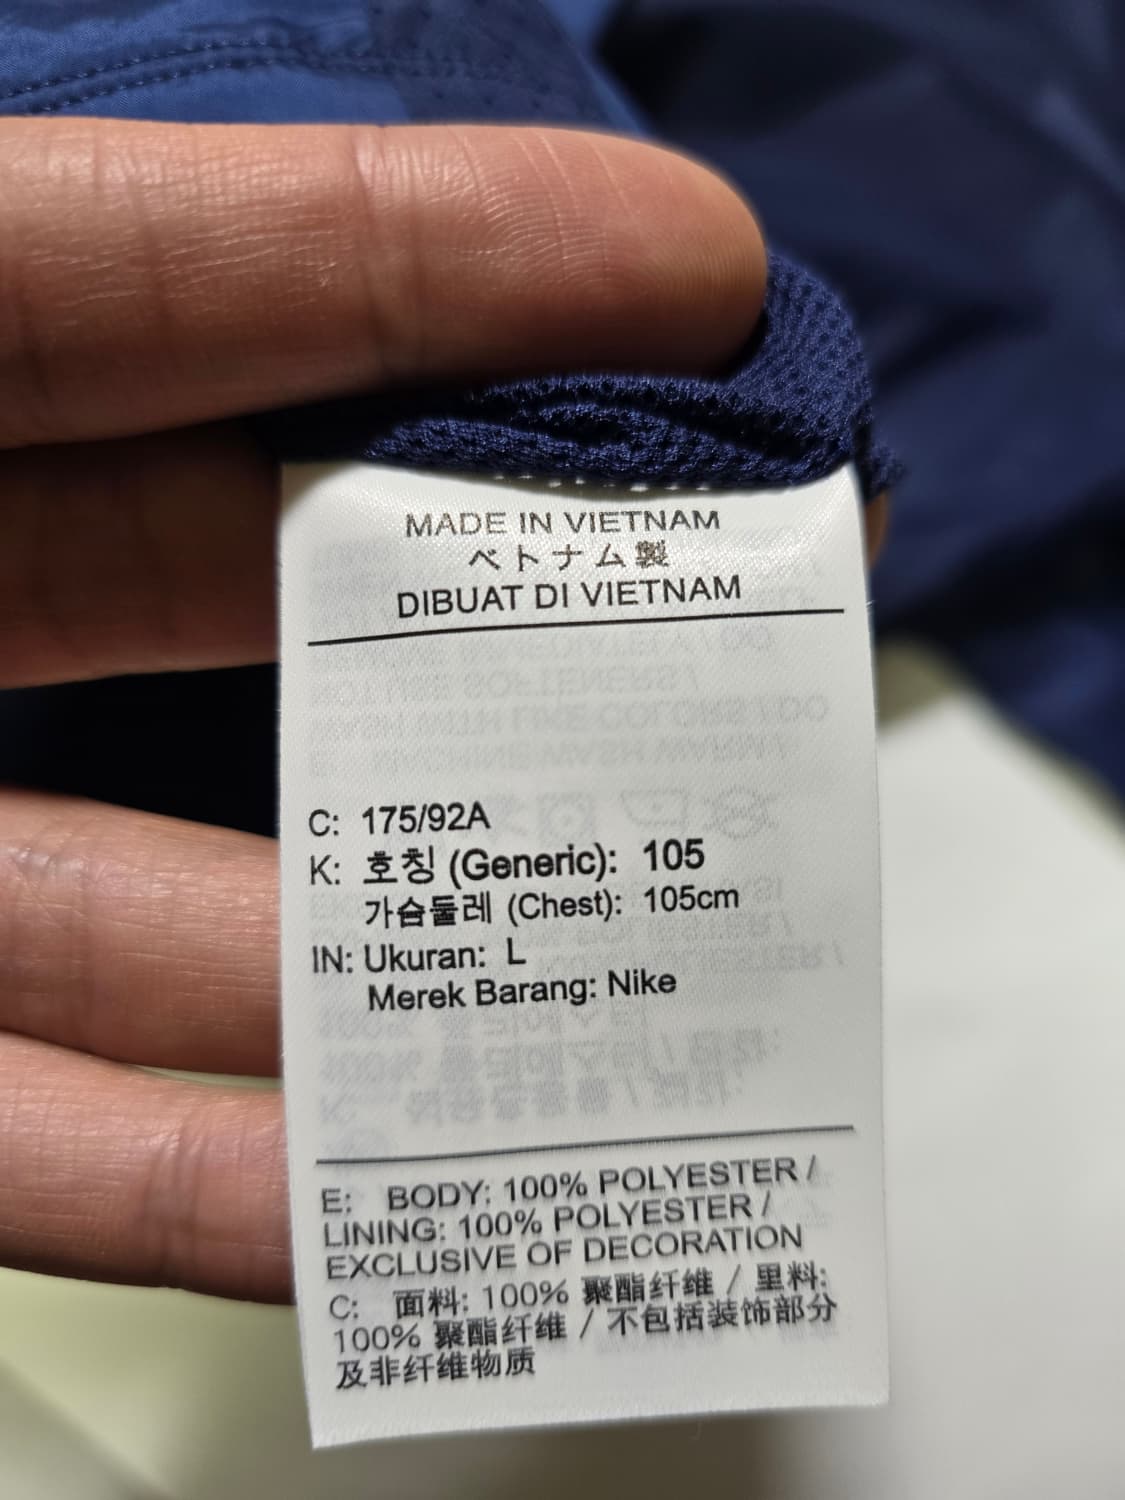 MADE IN VIETNAM
ベトナム製
DIBUAT DI VIETNAM
C: 175/92A
K: 호칭 (Generic): 105
가슴둘레 (Chest): 105cm
IN: Ukuran: L
Merek Barang: Nike
E: BODY: 100% POLYESTER /
LINING: 100% POLYESTER /
EXCLUSIVE OF DECORATION
C: 面料: 100% 聚酯纤维 / 里料:
100% 聚酯纤维 / 不包括装饰部分
及非纤维物质